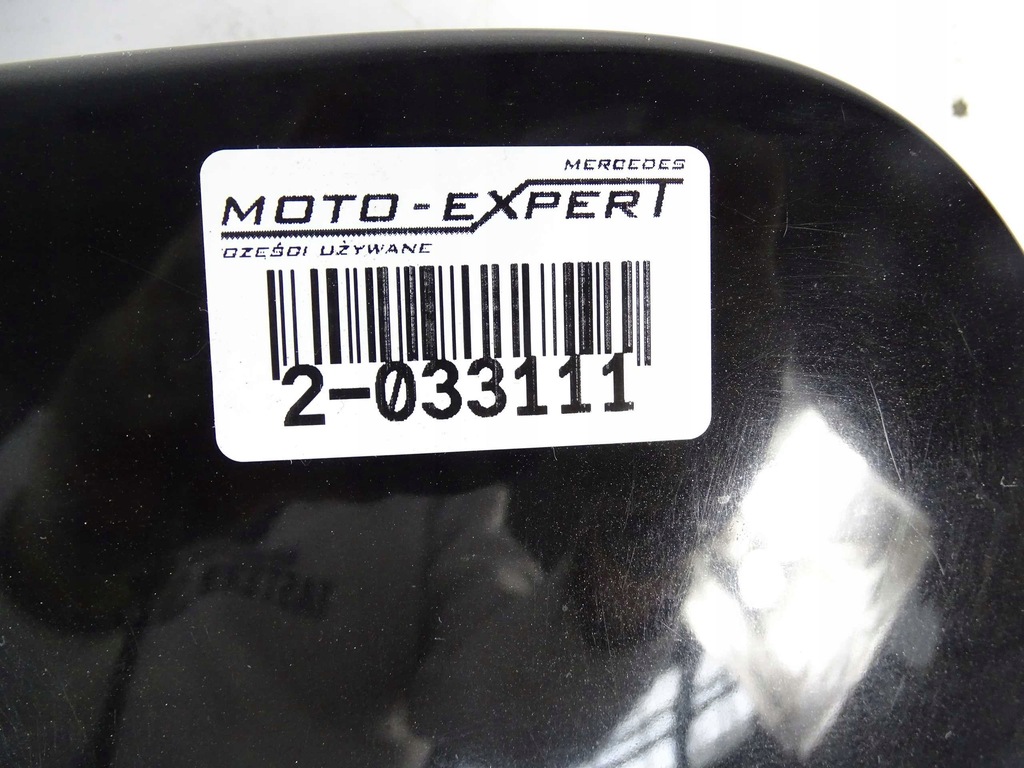 MERCEDES
MOTO-EXPERT
CZĘŚCI UŻYWANE
2-033111